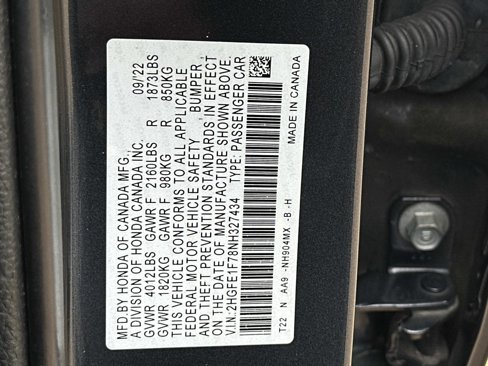 MFD.BY HONDA OF CANADA MFG. 09/22
A DIVISION OF HONDA CANADA INC.
GVWR 4012LBS GAWR F 2160LBS R 1873LBS
GVWR 1820KG GAWR F 980KG R 850KG
THIS VEHICLE CONFORMS TO ALL APPLICABLE
FEDERAL MOTOR VEHICLE SAFETY , BUMPER,
AND THEFT PREVENTION STANDARDS IN EFFECT
ON THE DATE OF MANUFACTURE SHOWN ABOVE.
V.I.N.: 2HGFE1F78NH327434 TYPE: PASSENGER CAR
MADE IN CANADA
T22 N AA9 -NH904MX -B -H